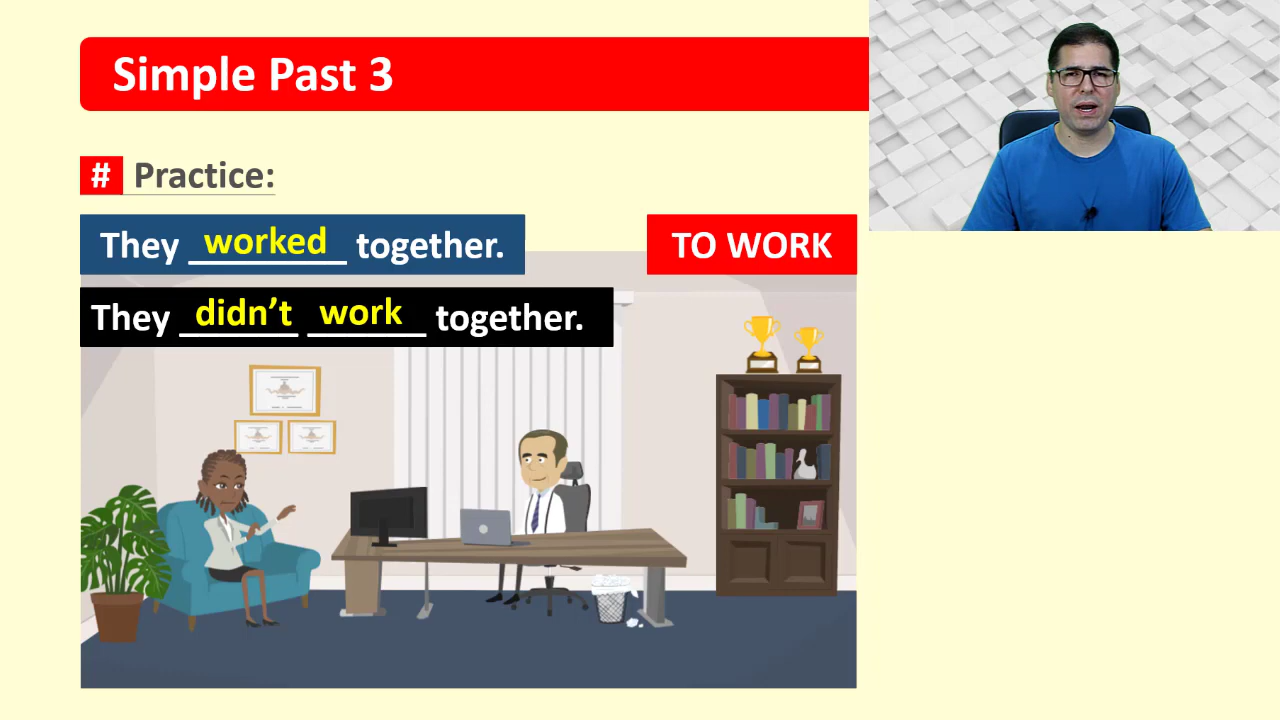 Simple Past 3
# Practice:
They worked together.
TO WORK
They didn't work together.